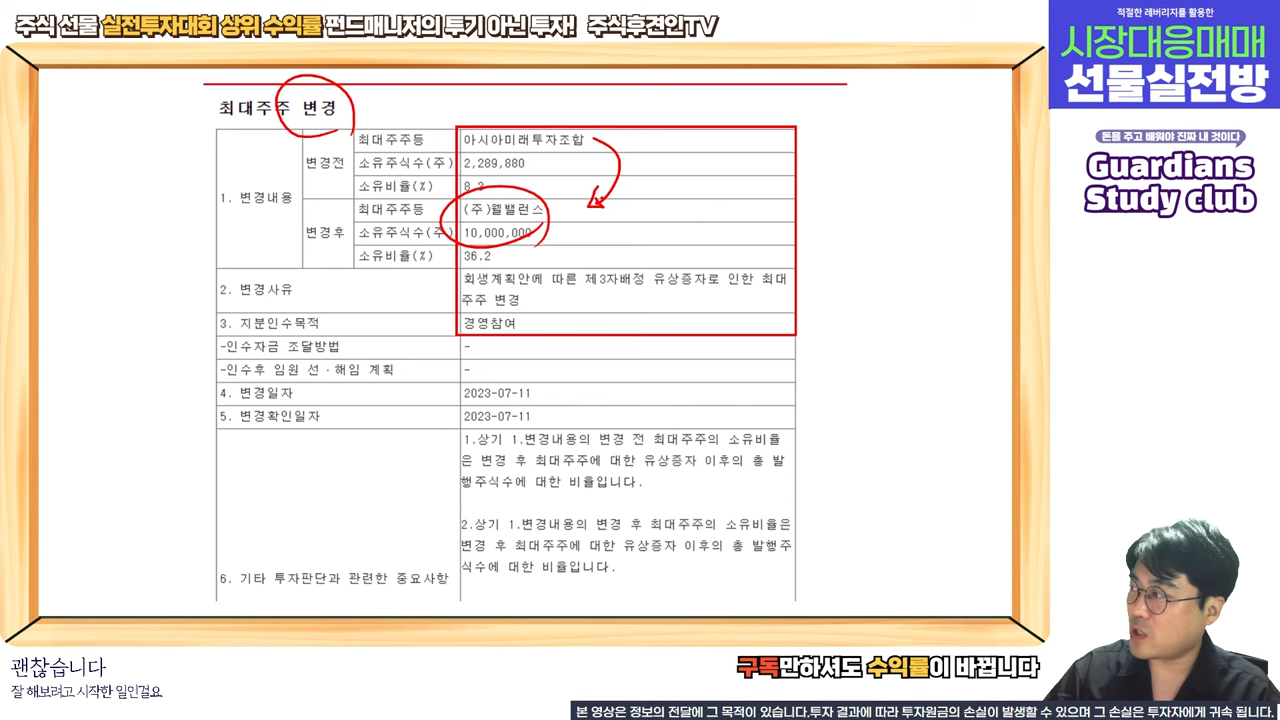 주식 선물 실전투자대회 상위 수익률 펀드매니저의 투기 아닌 투자! 주식후견인TV
적절한 레버리지를 활용한
시장대응매매
선물실전방
돈을 주고 배워야 진짜 내 것이다
Guardians
Study club
최대주주 변경
1. 변경내용
변경전
최대주주등
아시아미래투자조합
소유주식수(주)
2,289,880
소유비율(%)
8.3
변경후
최대주주등
(주)웰밸런스
소유주식수(주)
10,000,000
소유비율(%)
36.2
2. 변경사유
회생계획안에 따른 제3자배정 유상증자로 인한 최대
주주 변경
3. 지분인수목적
경영참여
-인수자금 조달방법
-
-인수후 임원 선·해임 계획
-
4. 변경일자
2023-07-11
5. 변경확인일자
2023-07-11
6. 기타 투자판단과 관련한 중요사항
1.상기 1.변경내용의 변경 전 최대주주의 소유비율
은 변경 후 최대주주에 대한 유상증자 이후의 총 발
행주식수에 대한 비율입니다.
2.상기 1.변경내용의 변경 후 최대주주의 소유비율은
변경 후 최대주주에 대한 유상증자 이후의 총 발행주
식수에 대한 비율입니다.
괜찮습니다
잘 해보려고 시작한 일인걸요
구독만하셔도 수익률이 바뀝니다
본 영상은 정보의 전달에 그 목적이 있습니다.투자 결과에 따라 투자원금의 손실이 발생할 수 있으며 그 손실은 투자자에게 귀속 됩니다.